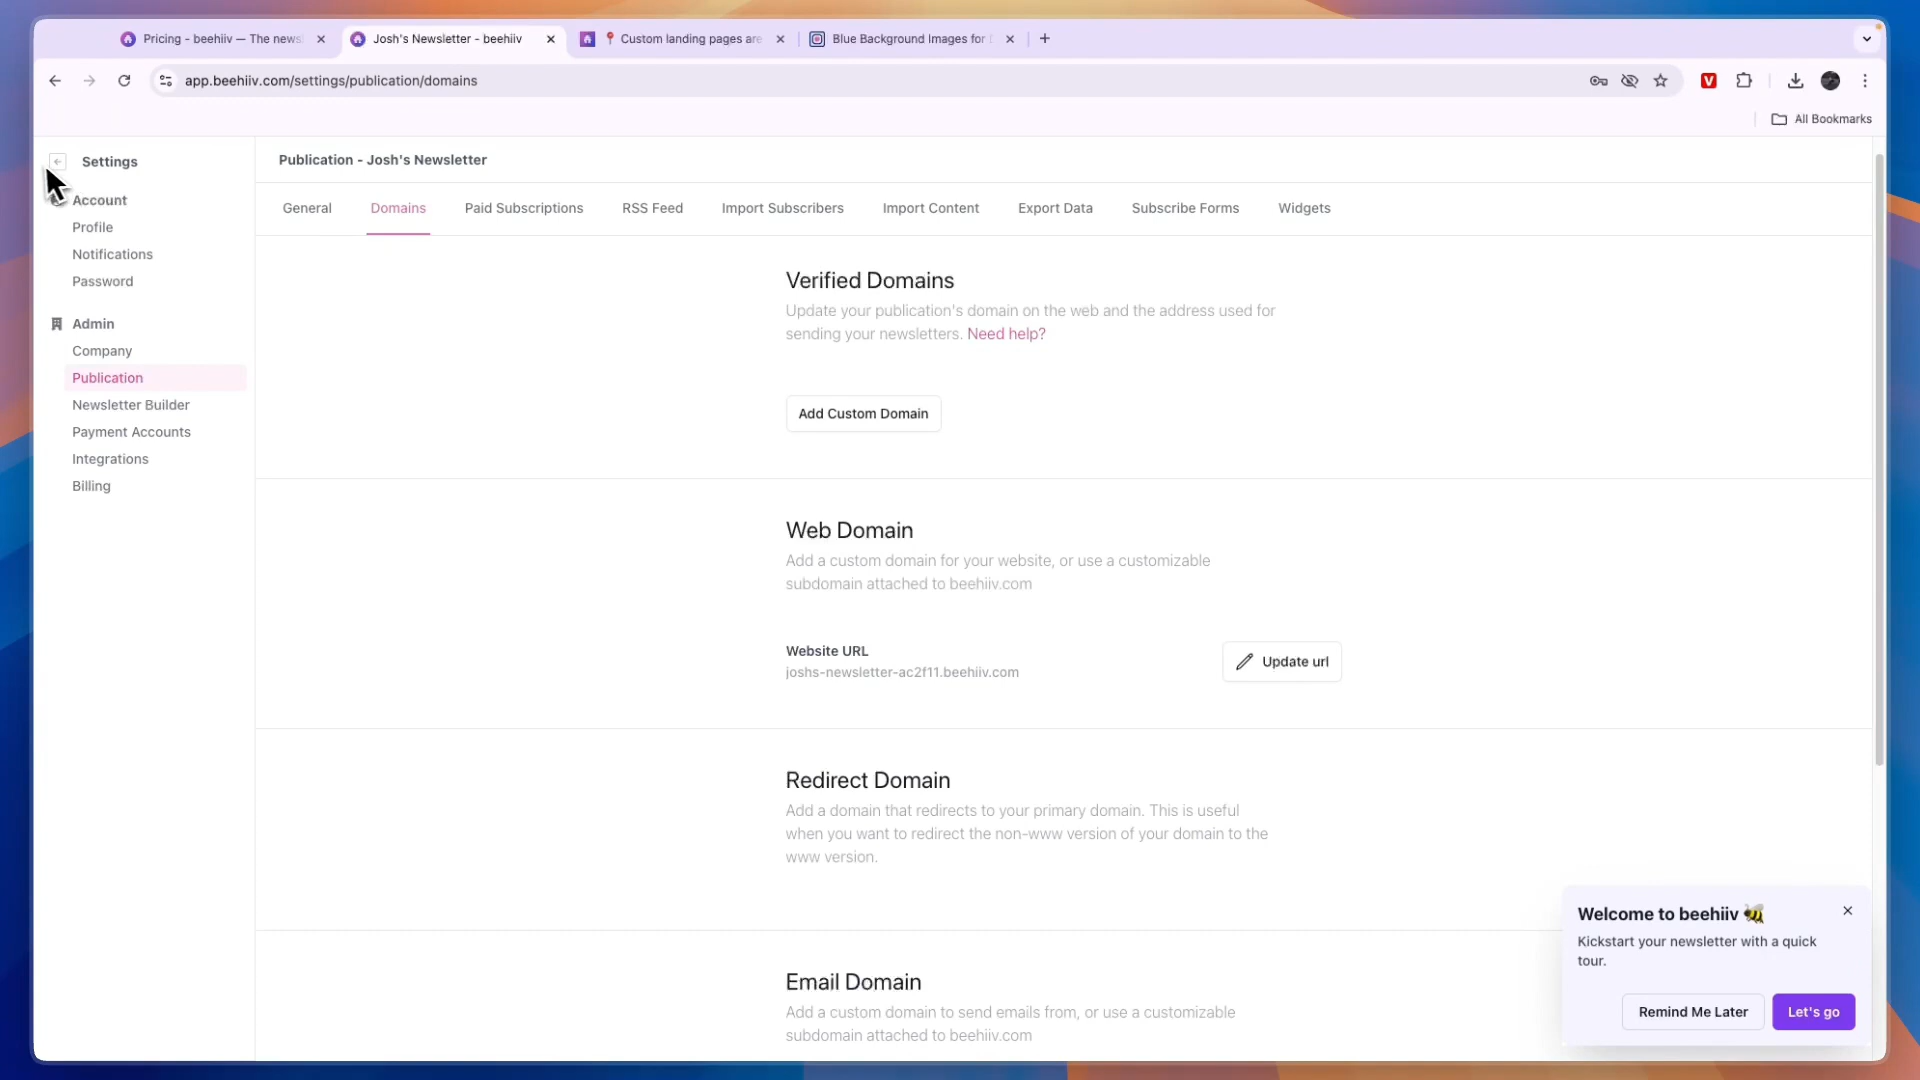 Pricing - beehiiv — The news
Josh's Newsletter - beehiiv
Custom landing pages are
Blue Background Images for
app.beehiiv.com/settings/publication/domains
All Bookmarks
Settings
Account
Profile
Notifications
Password
Admin
Company
Publication
Newsletter Builder
Payment Accounts
Integrations
Billing
Publication - Josh's Newsletter
General
Domains
Paid Subscriptions
RSS Feed
Import Subscribers
Import Content
Export Data
Subscribe Forms
Widgets
Verified Domains
Update your publication's domain on the web and the address used for
sending your newsletters. Need help?
Add Custom Domain
Web Domain
Add a custom domain for your website, or use a customizable
subdomain attached to beehiiv.com
Website URL
joshs-newsletter-ac2f11.beehiiv.com
Update url
Redirect Domain
Add a domain that redirects to your primary domain. This is useful
when you want to redirect the non-www version of your domain to the
www version.
Email Domain
Add a custom domain to send emails from, or use a customizable
subdomain attached to beehiiv.com
Welcome to beehiiv 🐝
Kickstart your newsletter with a quick
tour.
Remind Me Later
Let's go